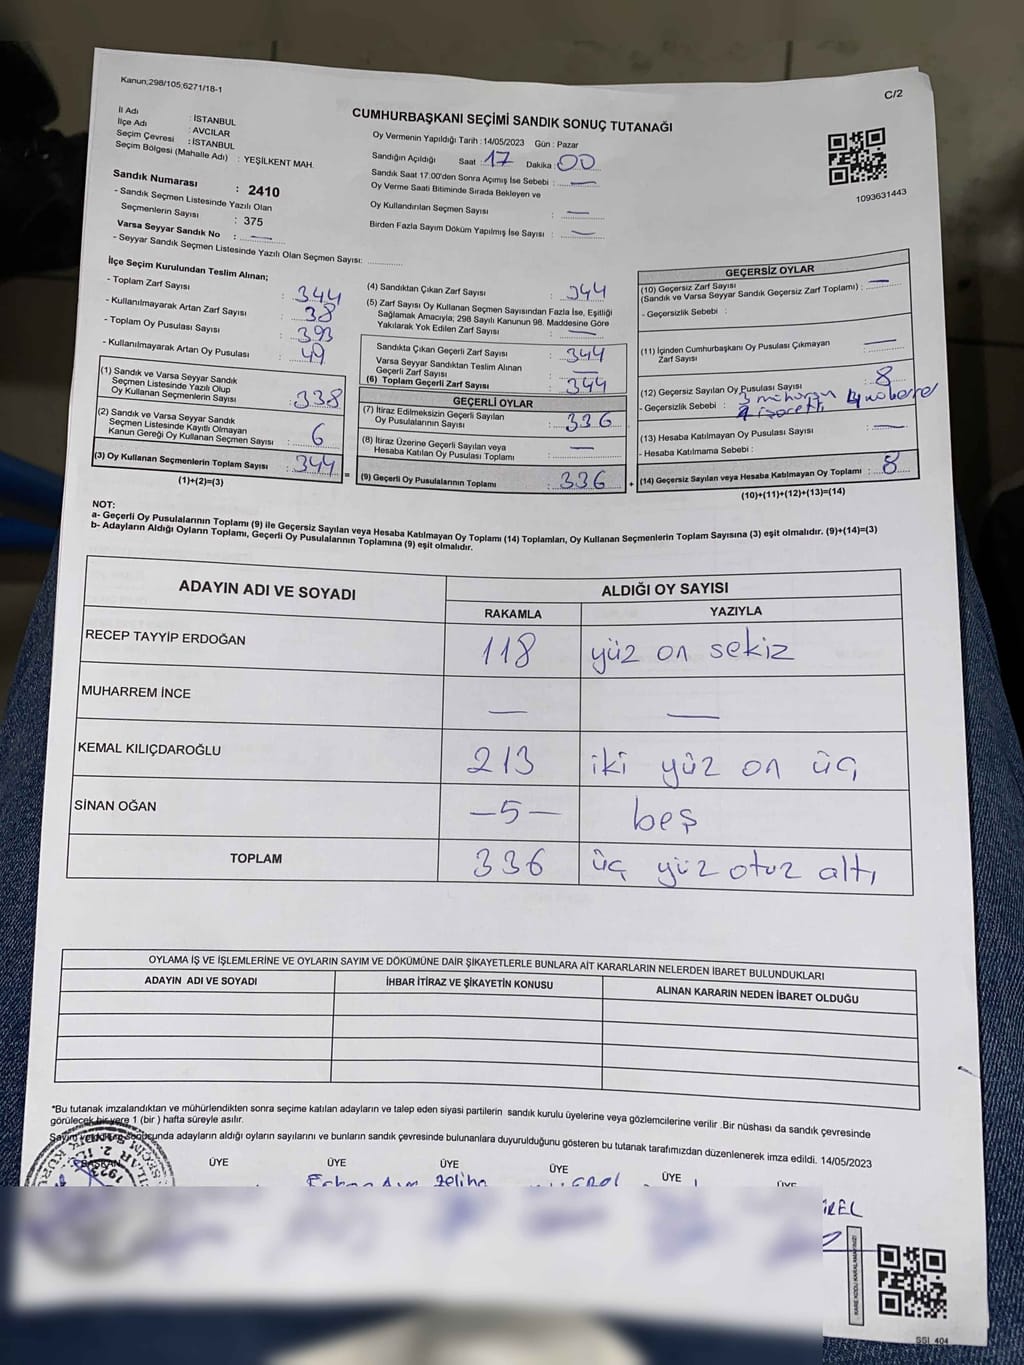 Kanun;298/105;6271/18-1
C/2
CUMHURBAŞKANI SEÇİMİ SANDIK SONUÇ TUTANAĞI
İl Adı : İSTANBUL
İlçe Adı : AVCILAR
Seçim Çevresi : İSTANBUL
Seçim Bölgesi (Mahalle Adı) : YEŞİLKENT MAH.
Sandık Numarası : 2410
- Sandık Seçmen Listesinde Yazılı Olan
Seçmenlerin Sayısı : 375
Varsa Seyyar Sandık No : —
- Seyyar Sandık Seçmen Listesinde Yazılı Olan Seçmen Sayısı:
Oy Vermenin Yapıldığı Tarih : 14/05/2023 Gün : Pazar
Sandığın Açıldığı Saat : 17 Dakika : 00
Sandık Saat 17:00'den Sonra Açımış İse Sebebi : —
Oy Verme Saati Bitiminde Sırada Bekleyen ve
Oy Kullandırılan Seçmen Sayısı : —
Birden Fazla Sayım Döküm Yapılmış İse Sayısı : —
1093631443
İlçe Seçim Kurulundan Teslim Alınan;
- Toplam Zarf Sayısı : 344
- Kullanılmayarak Artan Zarf Sayısı : 38
- Toplam Oy Pusulası Sayısı : 393
- Kullanılmayarak Artan Oy Pusulası : 49
(1) Sandık ve Varsa Seyyar Sandık
Seçmen Listesinde Yazılı Olup
Oy Kullanan Seçmenlerin Sayısı : 338
(2) Sandık ve Varsa Seyyar Sandık
Seçmen Listesinde Kayıtlı Olmayan
Kanun Gereği Oy Kullanan Seçmen Sayısı : 6
(3) Oy Kullanan Seçmenlerin Toplam Sayısı : 344
(1)+(2)=(3)
(4) Sandıktan Çıkan Zarf Sayısı : 344
(5) Zarf Sayısı Oy Kullanan Seçmen Sayısından Fazla İse, Eşitliği
Sağlamak Amacıyla; 298 Sayılı Kanunun 98. Maddesine Göre
Yakılarak Yok Edilen Zarf Sayısı : —
Sandıkta Çıkan Geçerli Zarf Sayısı : 344
Varsa Seyyar Sandıktan Teslim Alınan
Geçerli Zarf Sayısı : —
(6) Toplam Geçerli Zarf Sayısı : 344
=
GEÇERLİ OYLAR
(7) İtiraz Edilmeksizin Geçerli Sayılan
Oy Pusulalarının Sayısı : 336
(8) İtiraz Üzerine Geçerli Sayılan veya
Hesaba Katılan Oy Pusulası Toplamı : —
(9) Geçerli Oy Pusulalarının Toplamı : 336
+
GEÇERSİZ OYLAR
(10) Geçersiz Zarf Sayısı
(Sandık ve Varsa Seyyar Sandık Geçersiz Zarf Toplamı) : —
- Geçersizlik Sebebi :
(11) İçinden Cumhurbaşkanı Oy Pusulası Çıkmayan
Zarf Sayısı : —
(12) Geçersiz Sayılan Oy Pusulası Sayısı : 8
- Geçersizlik Sebebi : 3
(13) Hesaba Katılmayan Oy Pusulası Sayısı : —
- Hesaba Katılmama Sebebi :
(14) Geçersiz Sayılan veya Hesaba Katılmayan Oy Toplamı : 8
(10)+(11)+(12)+(13)=(14)
NOT:
a- Geçerli Oy Pusulalarının Toplamı (9) ile Geçersiz Sayılan veya Hesaba Katılmayan Oy Toplamı (14) Toplamları, Oy Kullanan Seçmenlerin Toplam Sayısına (3) eşit olmalıdır. (9)+(14)=(3)
b- Adayların Aldığı Oyların Toplamı, Geçerli Oy Pusulalarının Toplamına (9) eşit olmalıdır.
ADAYIN ADI VE SOYADI
ALDIĞI OY SAYISI
RAKAMLA YAZIYLA
RECEP TAYYİP ERDOĞAN 118 yüz on sekiz
MUHARREM İNCE — —
KEMAL KILIÇDAROĞLU 213 iki yüz on üç
SİNAN OĞAN -5- beş
TOPLAM 336 üç yüz otuz altı
OYLAMA İŞ VE İŞLEMLERİNE VE OYLARIN SAYIM VE DÖKÜMÜNE DAİR ŞİKAYETLERLE BUNLARA AİT KARARLARIN NELERDEN İBARET BULUNDUKLARI
ADAYIN ADI VE SOYADI İHBAR İTİRAZ VE ŞİKAYETİN KONUSU ALINAN KARARIN NEDEN İBARET OLDUĞU
*Bu tutanak imzalandıktan ve mühürlendikten sonra seçime katılan adayların ve talep eden siyasi partilerin sandık kurulu üyelerine veya gözlemcilerine verilir .Bir nüshası da sandık çevresinde
görülecek bir yere 1 (bir ) hafta süreyle asılır.
Sayım ve döküm sonucunda adayların aldığı oyların sayılarını ve bunların sandık çevresinde bulunanlara duyurulduğunu gösteren bu tutanak tarafımızdan düzenlenerek imza edildi. 14/05/2023
BAŞKAN ÜYE ÜYE ÜYE ÜYE ÜYE ÜYE
Zeliha
SSI_404